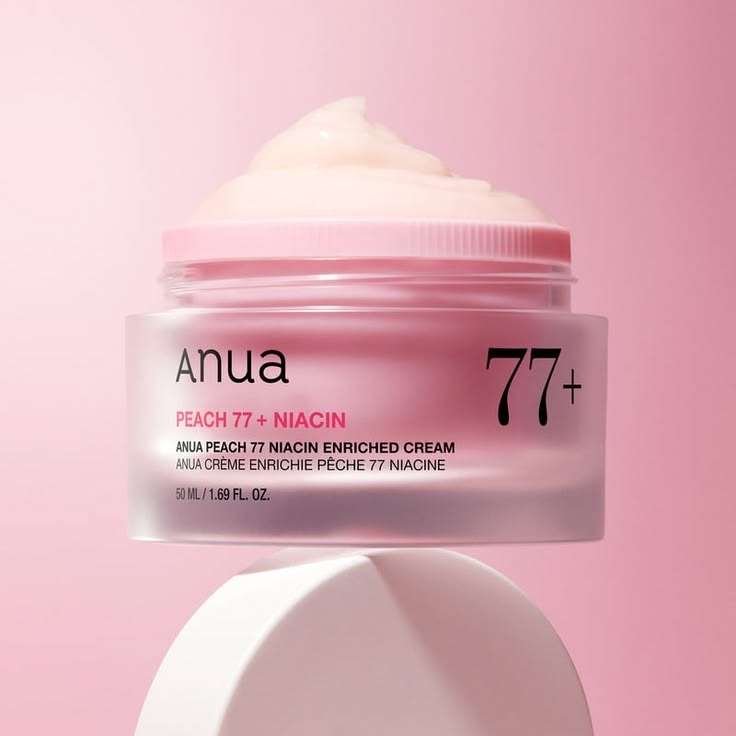 Anua
77+
PEACH 77 + NIACIN
ANUA PEACH 77 NIACIN ENRICHED CREAM
ANUA CRÈME ENRICHIE PÊCHE 77 NIACINE
50 ML / 1.69 FL. OZ.